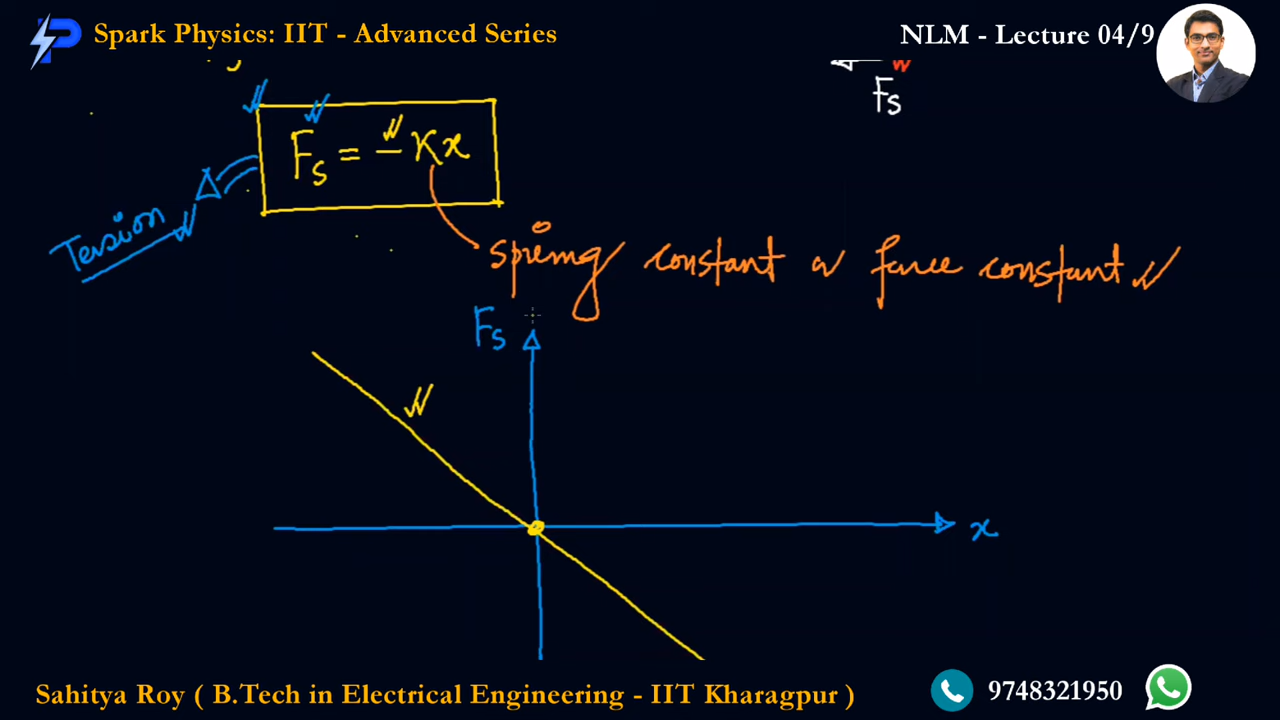 Spark Physics: IIT - Advanced Series
NLM - Lecture 04/9
Fs
Fs = -Kx
Tension
spring constant or force constant
Fs
x
Sahitya Roy ( B.Tech in Electrical Engineering - IIT Kharagpur )
9748321950